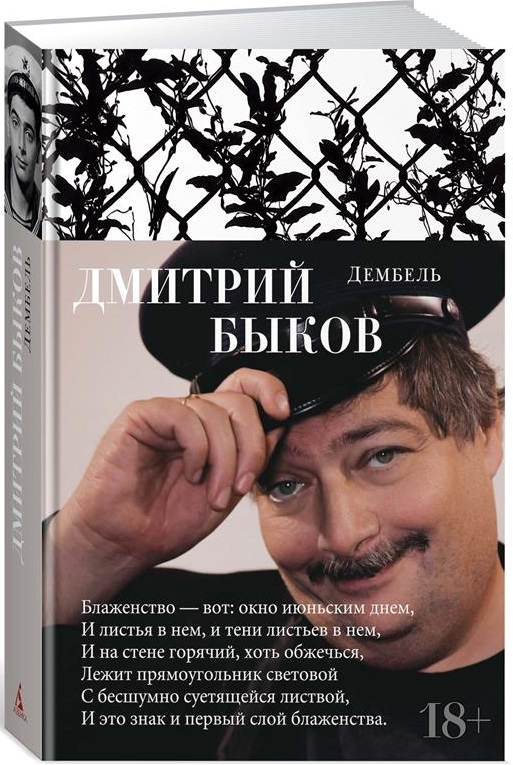 ДМИТРИЙ
БЫКОВ
ДЕМБЕЛЬ
Блаженство — вот: окно июньским днем,
И листья в нем, и тени листьев в нем,
И на стене горячий, хоть обжечься,
Лежит прямоугольник световой
С бесшумно суетящейся листвой,
И это знак и первый слой блаженства.
18+
ДМИТРИЙ БЫКОВ
ДЕМБЕЛЬ
АЗБУКА